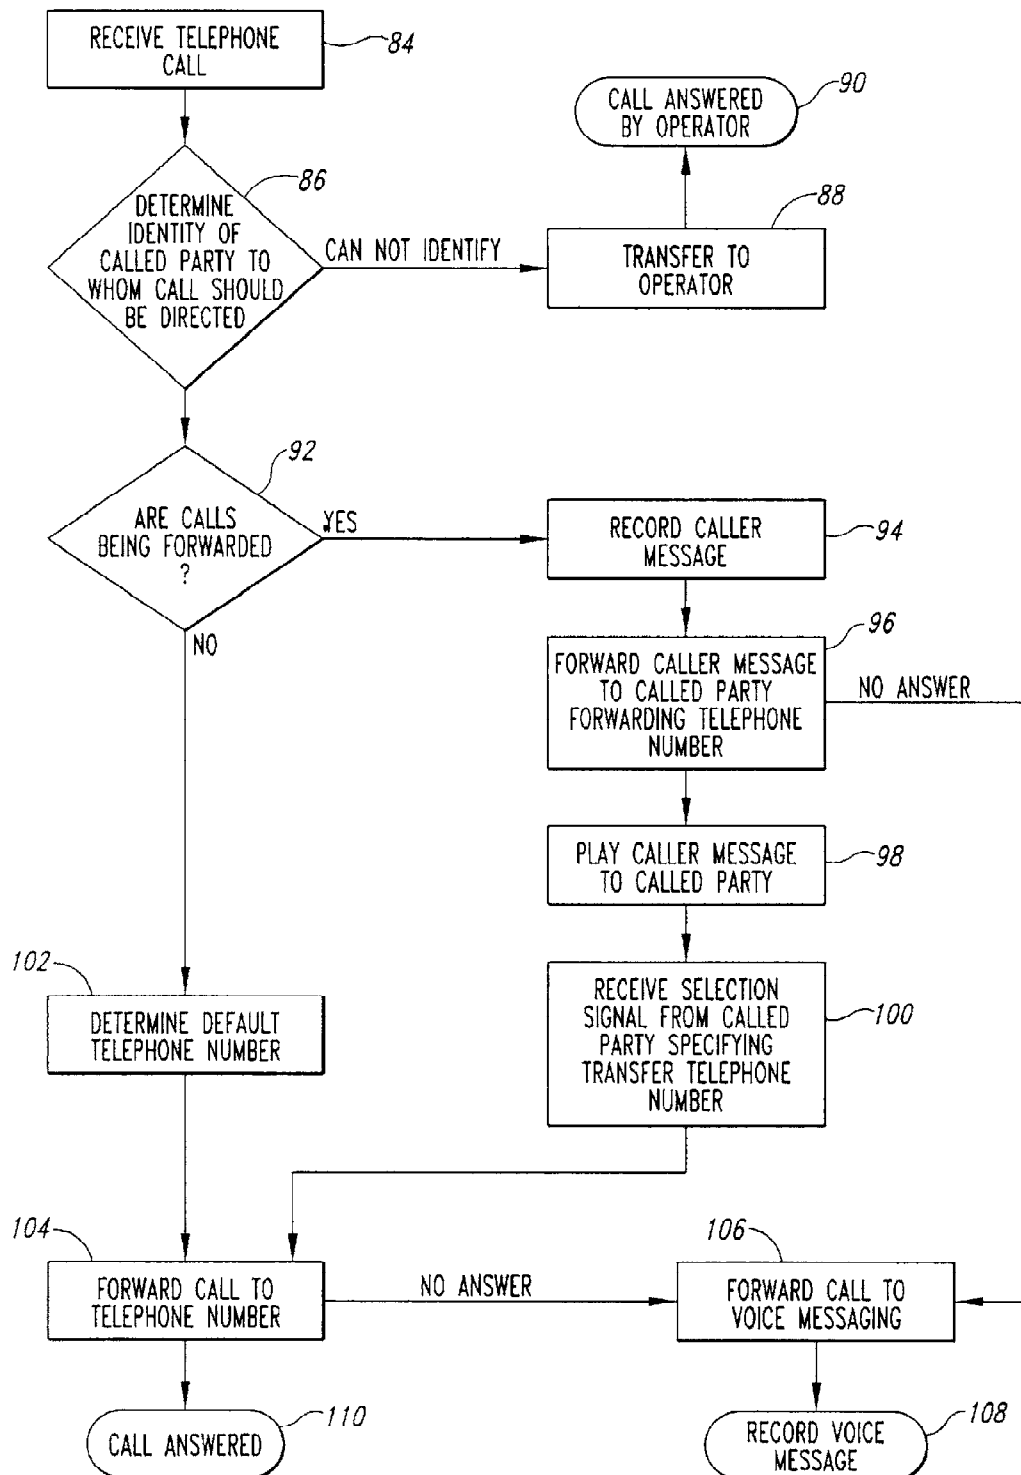 RECEIVE TELEPHONE
CALL
84
CALL ANSWERED
BY OPERATOR
90
86
DETERMINE
IDENTITY OF
CALLED PARTY TO
WHOM CALL SHOULD
BE DIRECTED
CAN NOT IDENTIFY
88
TRANSFER TO
OPERATOR
92
ARE CALLS
BEING FORWARDED
?
YES
NO
RECORD CALLER
MESSAGE
94
96
FORWARD CALLER MESSAGE
TO CALLED PARTY
FORWARDING TELEPHONE
NUMBER
NO ANSWER
PLAY CALLER MESSAGE
TO CALLED PARTY
98
RECEIVE SELECTION
SIGNAL FROM CALLED
PARTY SPECIFYING
TRANSFER TELEPHONE
NUMBER
100
102
DETERMINE DEFAULT
TELEPHONE NUMBER
104
FORWARD CALL TO
TELEPHONE NUMBER
NO ANSWER
106
FORWARD CALL TO
VOICE MESSAGING
CALL ANSWERED
110
RECORD VOICE
MESSAGE
108